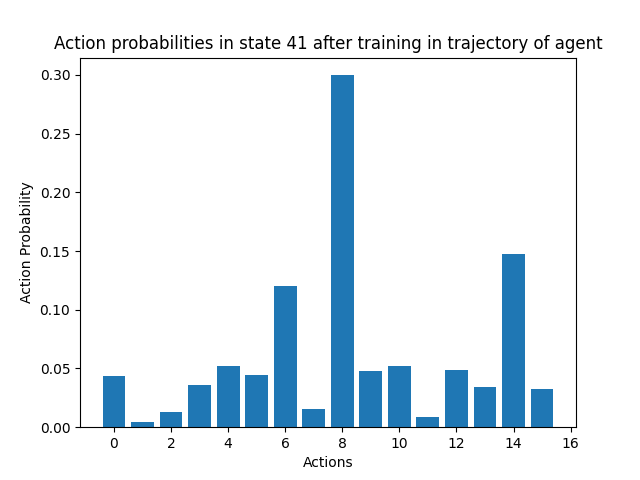 Action probabilities in state 41 after training in trajectory of agent
0.30
0.25
0.20
0.15
0.10
0.05
0.00
Action Probability
0 2 4 6 8 10 12 14 16
Actions